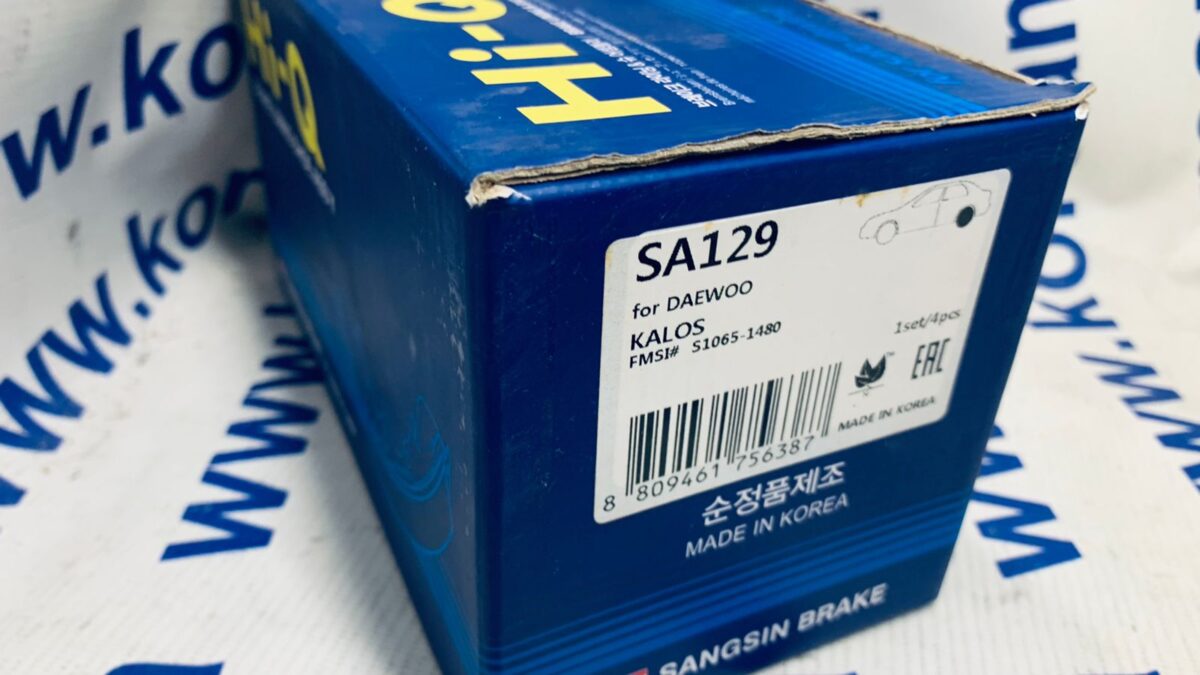 Hi-Q
Hi-Q
SA129
for DAEWOO
KALOS
FMSI# S1065-1480
1set/4pcs
EAC
MADE IN KOREA
8 809461 756387
순정품제조
MADE IN KOREA
SANGSIN BRAKE